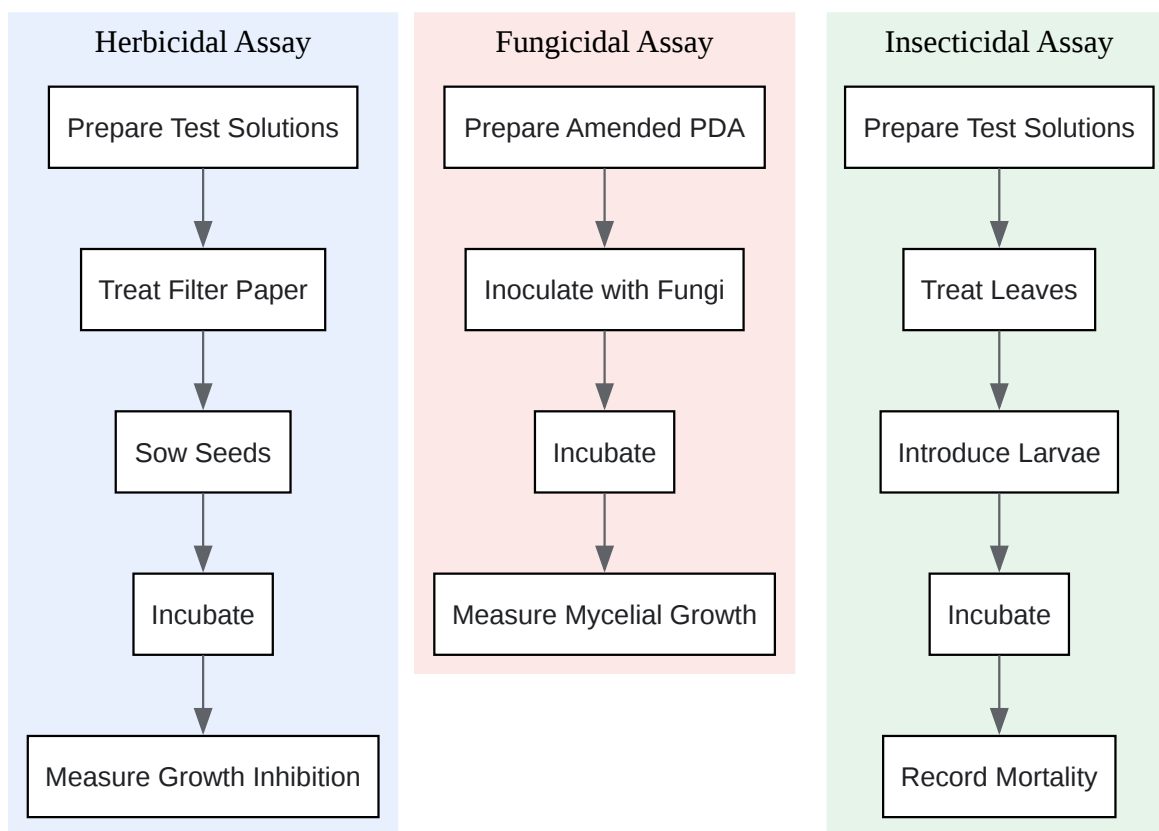 Herbicidal Assay
Prepare Test Solutions
Treat Filter Paper
Sow Seeds
Incubate
Measure Growth Inhibition
Fungicidal Assay
Prepare Amended PDA
Inoculate with Fungi
Incubate
Measure Mycelial Growth
Insecticidal Assay
Prepare Test Solutions
Treat Leaves
Introduce Larvae
Incubate
Record Mortality